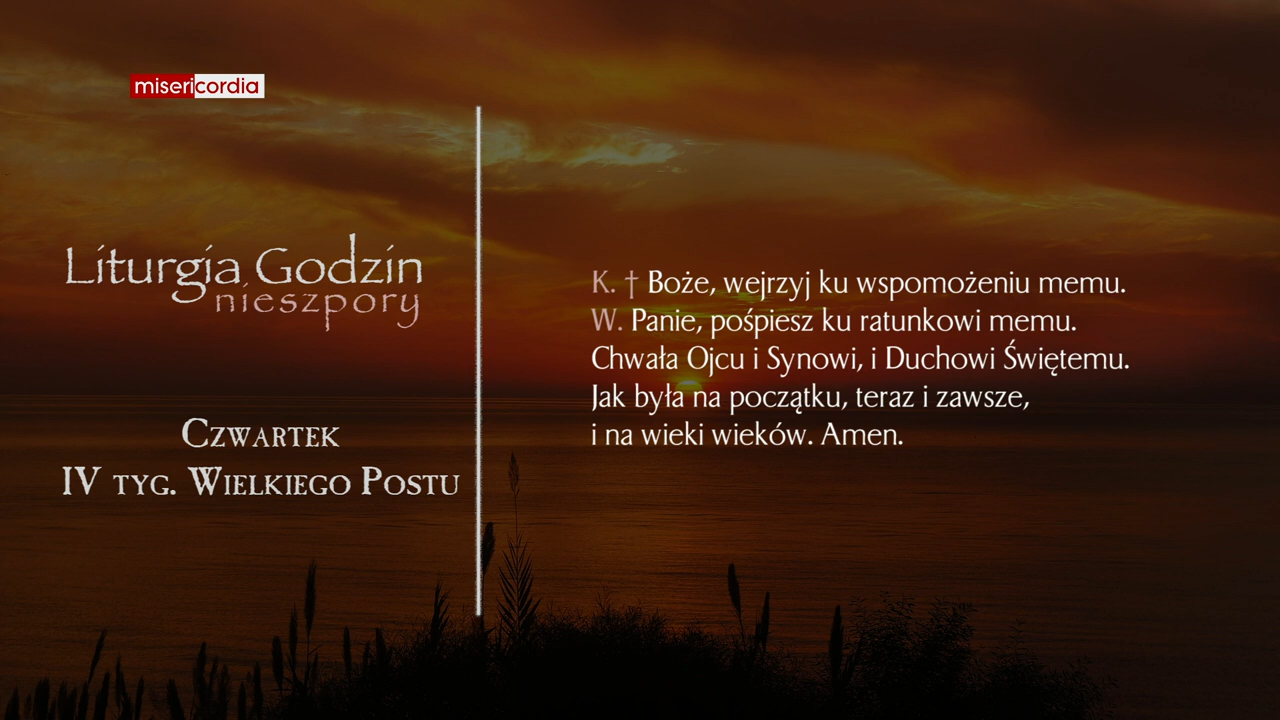 misericordia
Liturgia Godzin
nieszpory
Czwartek
IV tyg. Wielkiego Postu
K. † Boże, wejrzyj ku wspomożeniu memu.
W. Panie, pośpiesz ku ratunkowi memu.
Chwała Ojcu i Synowi, i Duchowi Świętemu.
Jak była na początku, teraz i zawsze,
i na wieki wieków. Amen.